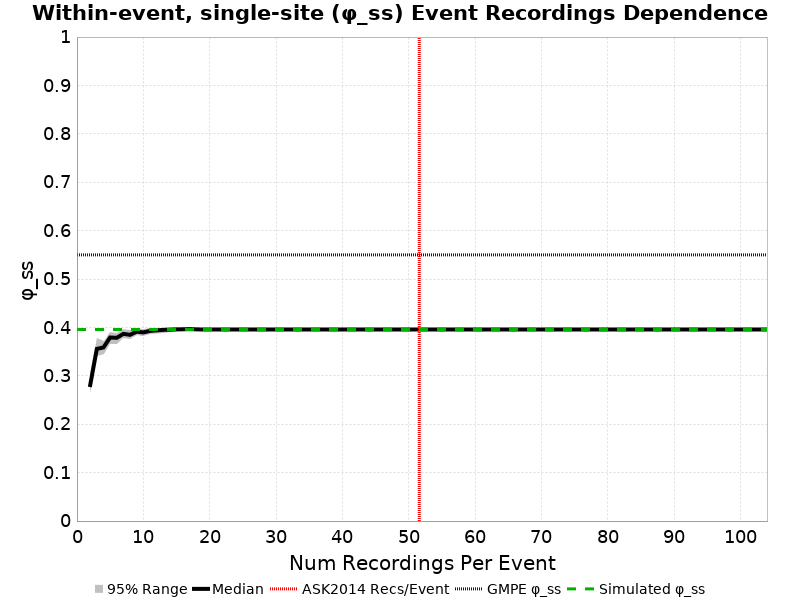 Within-event, single-site (φ_ss) Event Recordings Dependence
1
0.9
0.8
0.7
0.6
0.5
0.4
0.3
0.2
0.1
0
φ_ss
0 10 20 30 40 50 60 70 80 90 100
Num Recordings Per Event
95% Range Median ASK2014 Recs/Event GMPE φ_ss Simulated φ_ss